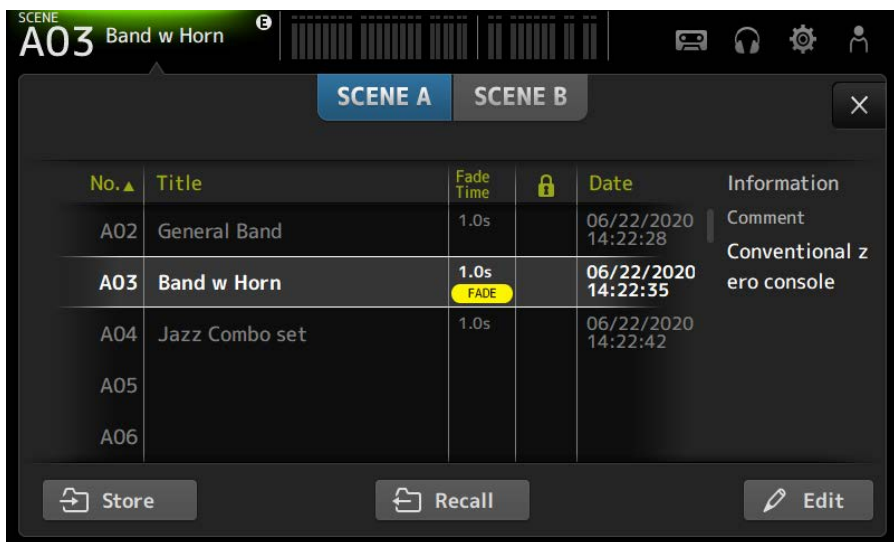 SCENE
A03 Band w Horn E
SCENE A SCENE B
No.▲ Title Fade Time Date Information
A02 General Band 1.0s 06/22/2020 14:22:28
Comment
Conventional z
ero console
A03 Band w Horn 1.0s FADE 06/22/2020 14:22:35
A04 Jazz Combo set 1.0s 06/22/2020 14:22:42
A05
A06
Store Recall Edit